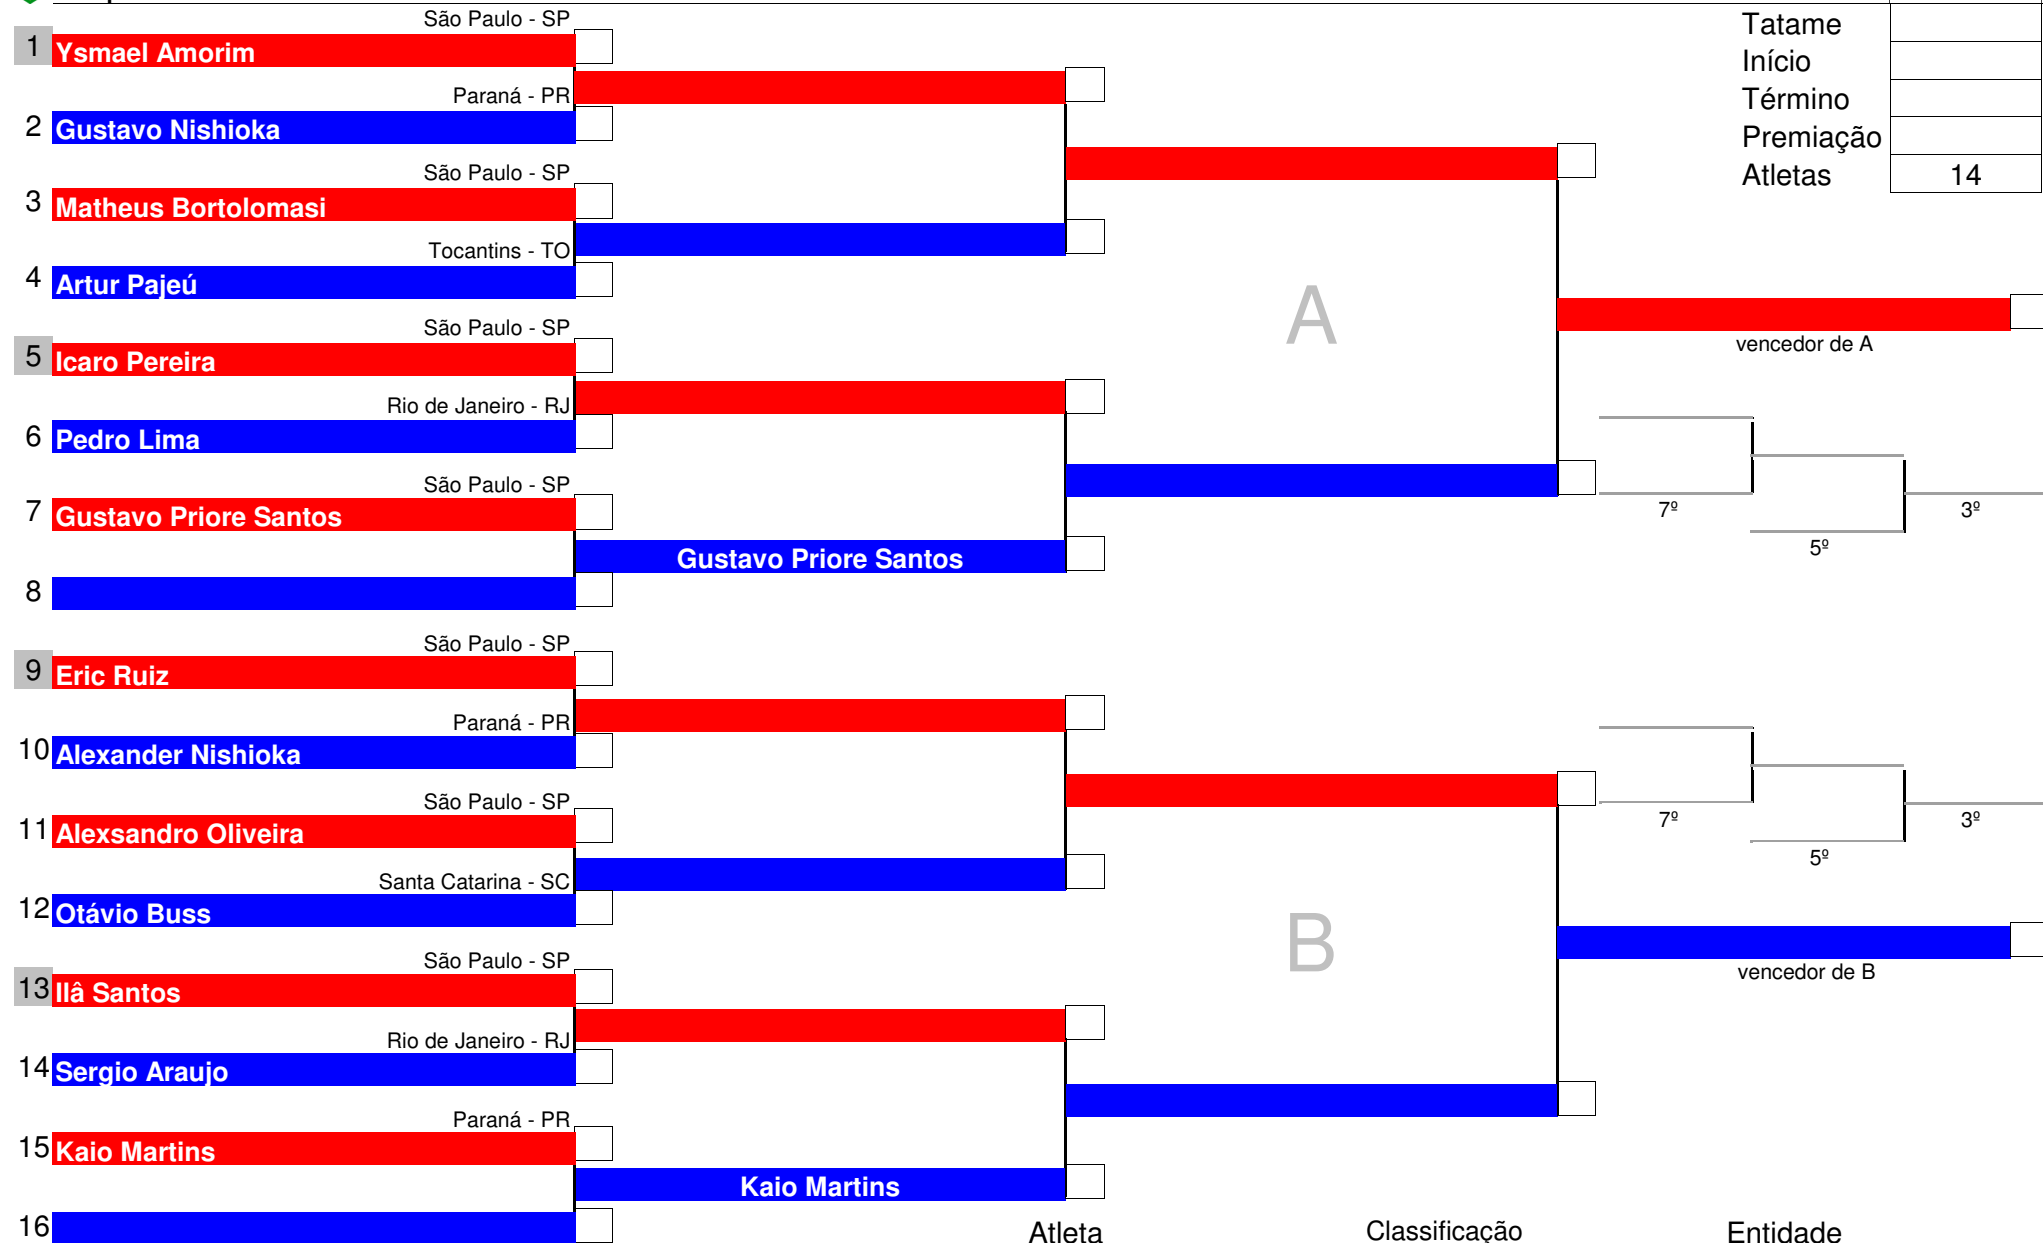 São Paulo - SP
1 Ysmael Amorim
Paraná - PR
2 Gustavo Nishioka
São Paulo - SP
3 Matheus Bortolomasi
Tocantins - TO
4 Artur Pajeú
São Paulo - SP
5 Icaro Pereira
Rio de Janeiro - RJ
6 Pedro Lima
São Paulo - SP
7 Gustavo Priore Santos
Gustavo Priore Santos
8
São Paulo - SP
9 Eric Ruiz
Paraná - PR
10 Alexander Nishioka
São Paulo - SP
11 Alexsandro Oliveira
Santa Catarina - SC
12 Otávio Buss
São Paulo - SP
13 Ilâ Santos
Rio de Janeiro - RJ
14 Sergio Araujo
Paraná - PR
15 Kaio Martins
Kaio Martins
16
A
B
Tatame
Início
Término
Premiação
Atletas 14
vencedor de A
7º
5º
3º
7º
5º
3º
vencedor de B
Atleta Classificação Entidade